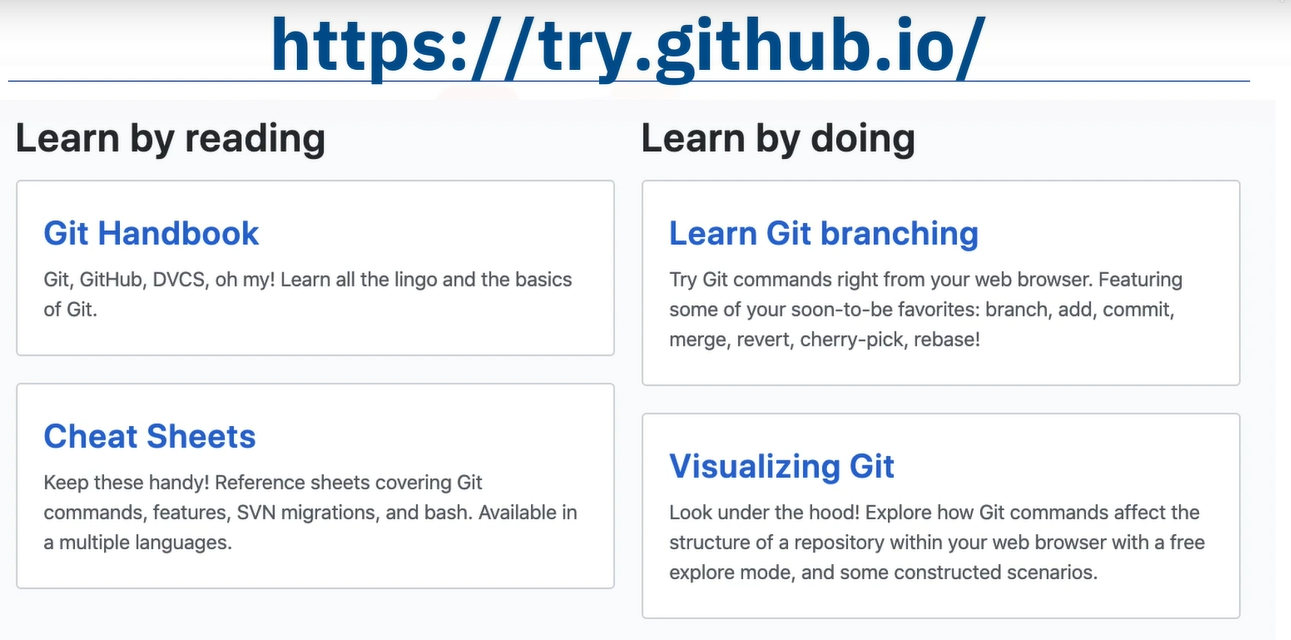 https://try.github.io/
Learn by reading
Git Handbook
Git, GitHub, DVCS, oh my! Learn all the lingo and the basics
of Git.
Cheat Sheets
Keep these handy! Reference sheets covering Git
commands, features, SVN migrations, and bash. Available in
a multiple languages.
Learn by doing
Learn Git branching
Try Git commands right from your web browser. Featuring
some of your soon-to-be favorites: branch, add, commit,
merge, revert, cherry-pick, rebase!
Visualizing Git
Look under the hood! Explore how Git commands affect the
structure of a repository within your web browser with a free
explore mode, and some constructed scenarios.